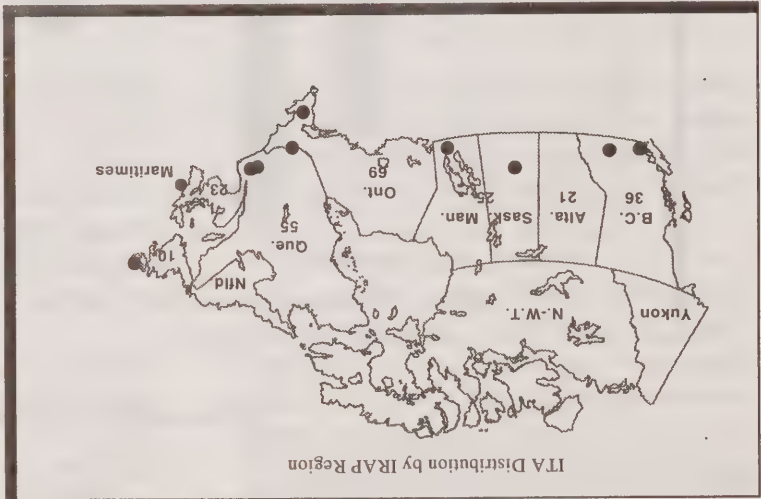 ITA Distribution by IRAP Region
Yukon
N.-W.T.
Nfld
10
B.C.
36
Alta.
21
Sask.
Man.
25
Ont.
69
Que.
55
23
Maritimes